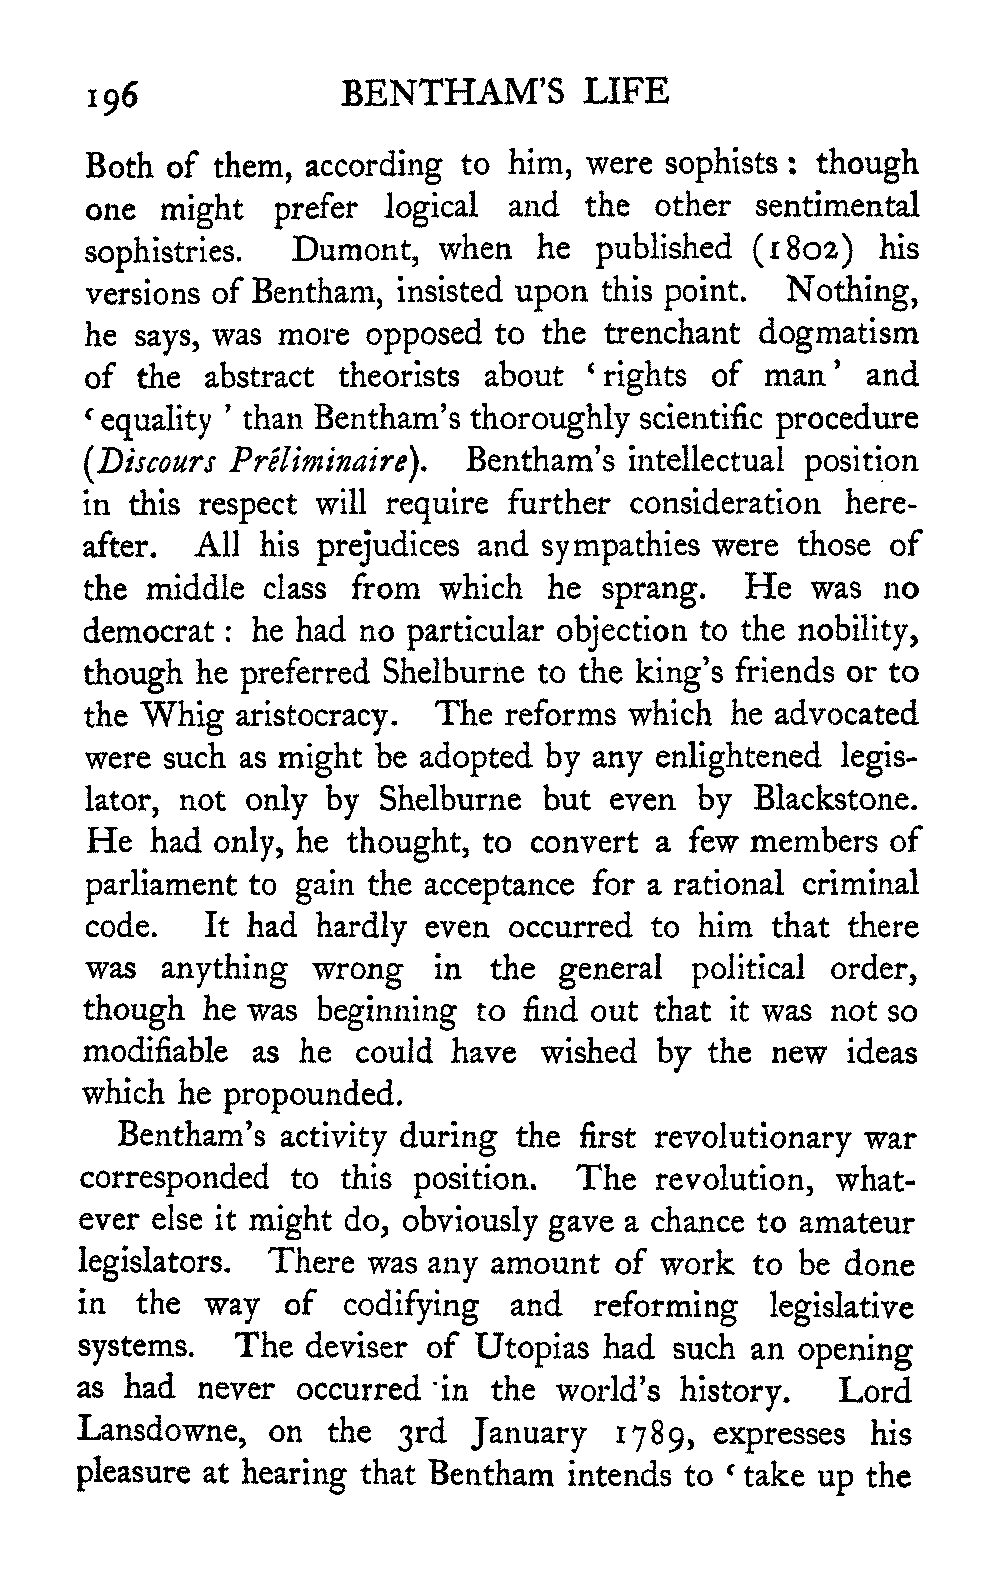 196 BENTHAM'S LIFE
Both of them, according to him, were sophists : though
one might prefer logical and the other sentimental
sophistries. Dumont, when he published (1802) his
versions of Bentham, insisted upon this point. Nothing,
he says, was more opposed to the trenchant dogmatism
of the abstract theorists about ‘rights of man’ and
‘equality’ than Bentham's thoroughly scientific procedure
(Discours Préliminaire). Bentham's intellectual position
in this respect will require further consideration here-
after. All his prejudices and sympathies were those of
the middle class from which he sprang. He was no
democrat : he had no particular objection to the nobility,
though he preferred Shelburne to the king's friends or to
the Whig aristocracy. The reforms which he advocated
were such as might be adopted by any enlightened legis-
lator, not only by Shelburne but even by Blackstone.
He had only, he thought, to convert a few members of
parliament to gain the acceptance for a rational criminal
code. It had hardly even occurred to him that there
was anything wrong in the general political order,
though he was beginning to find out that it was not so
modifiable as he could have wished by the new ideas
which he propounded.
Bentham's activity during the first revolutionary war
corresponded to this position. The revolution, what-
ever else it might do, obviously gave a chance to amateur
legislators. There was any amount of work to be done
in the way of codifying and reforming legislative
systems. The deviser of Utopias had such an opening
as had never occurred in the world's history. Lord
Lansdowne, on the 3rd January 1789, expresses his
pleasure at hearing that Bentham intends to ‘take up the